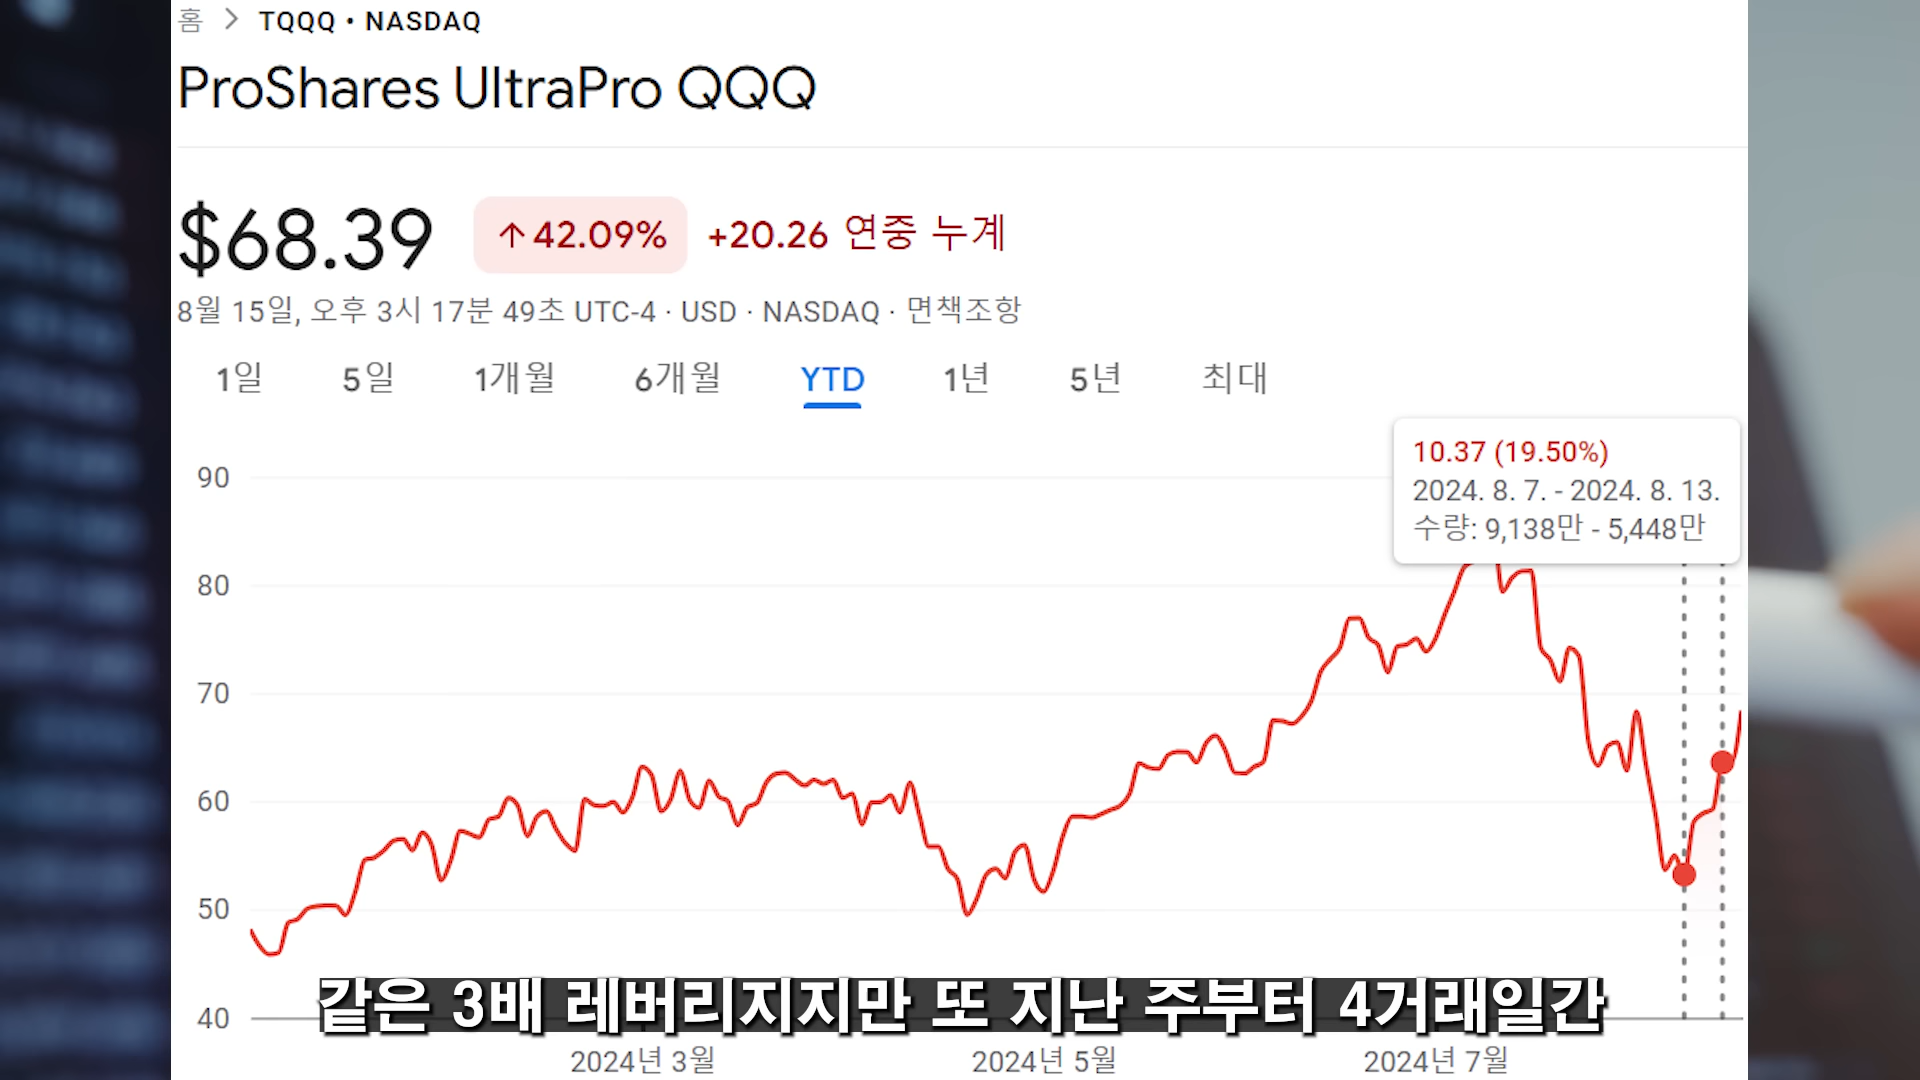 홈 > TQQQ • NASDAQ
ProShares UltraPro QQQ
$68.39 ↑42.09% +20.26 연중 누계
8월 15일, 오후 3시 17분 49초 UTC-4 · USD · NASDAQ · 면책조항
1일 5일 1개월 6개월 YTD 1년 5년 최대
10.37 (19.50%)
2024. 8. 7. - 2024. 8. 13.
수량: 9,138만 - 5,448만
90
80
70
60
50
40
같은 3배 레버리지지만 또 지난 주부터 4거래일간
2024년 3월 2024년 5월 2024년 7월